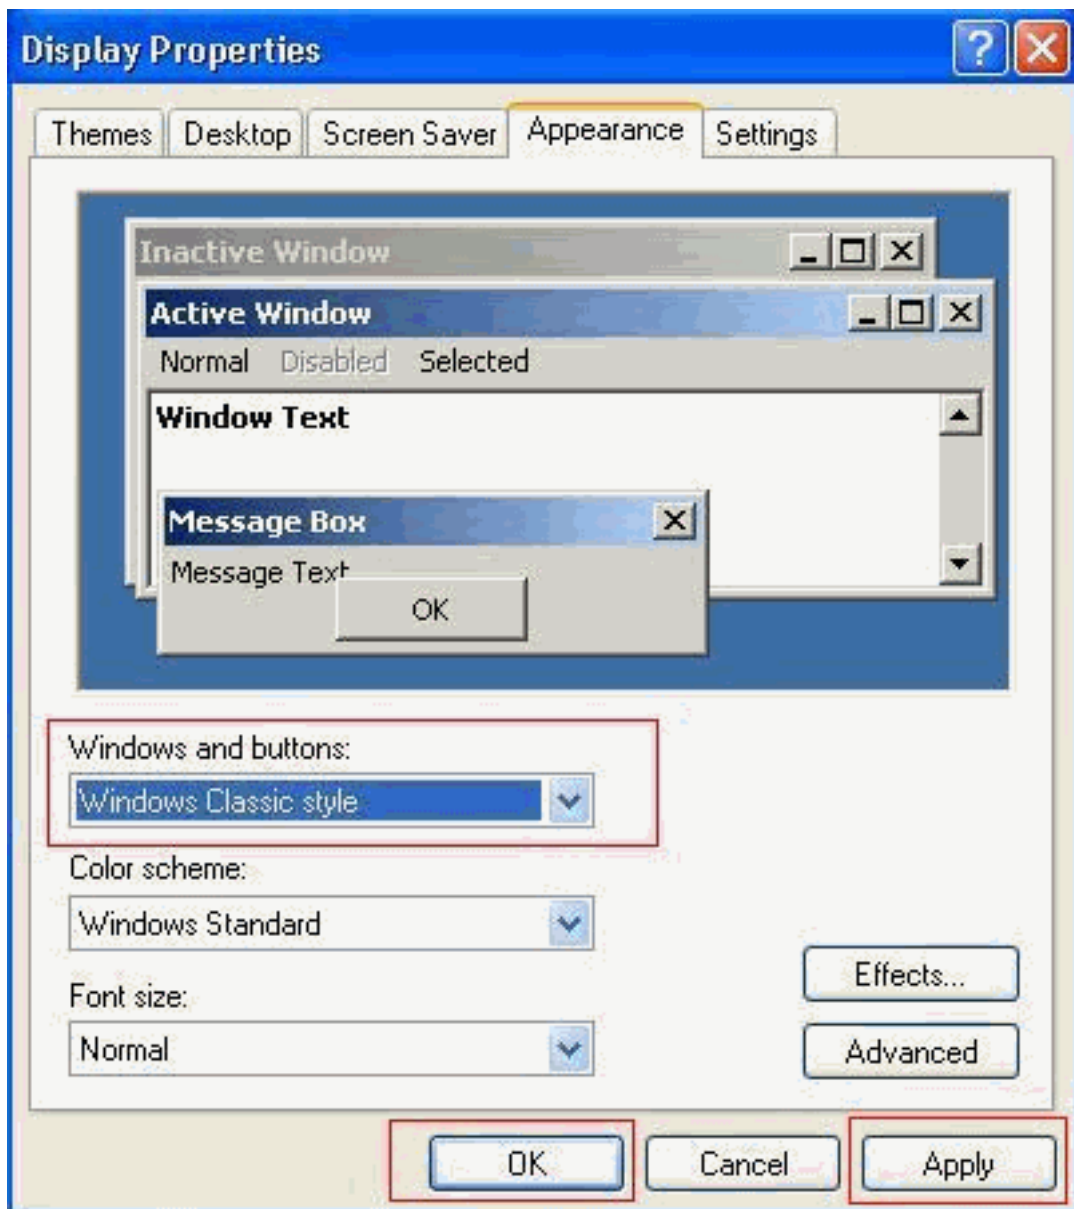 Display Properties
Themes Desktop Screen Saver Appearance Settings
Inactive Window
Active Window
Normal Disabled Selected
Window Text
Message Box
Message Text
OK
Windows and buttons:
Windows Classic style
Color scheme:
Windows Standard
Effects...
Font size:
Normal
Advanced
OK Cancel Apply